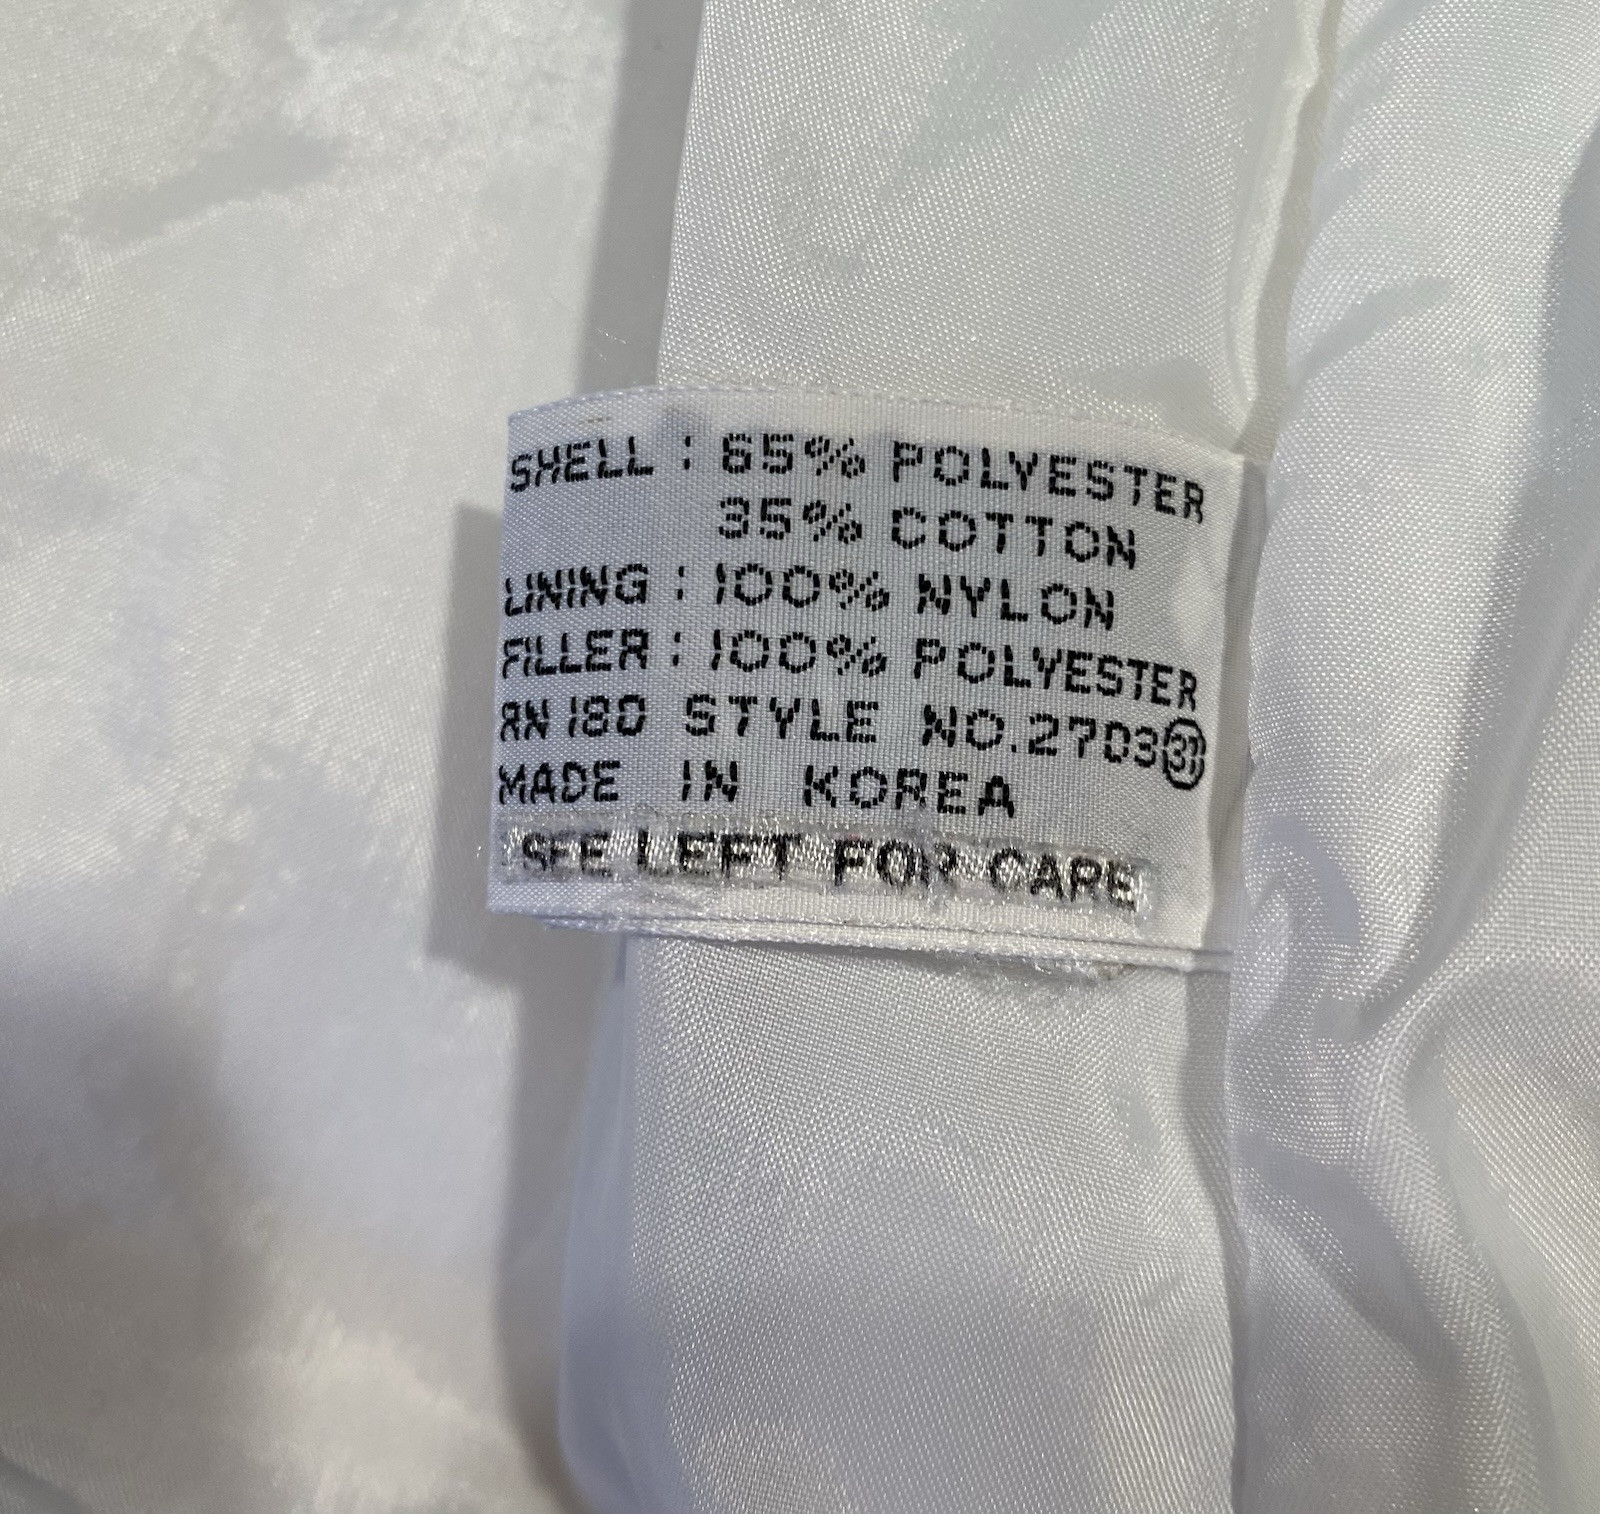 SHELL : 65% POLYESTER
35% COTTON
LINING : 100% NYLON
FILLER : 100% POLYESTER
RN 180 STYLE NO.2703 37
MADE IN KOREA
SEE LEFT FOR CARE